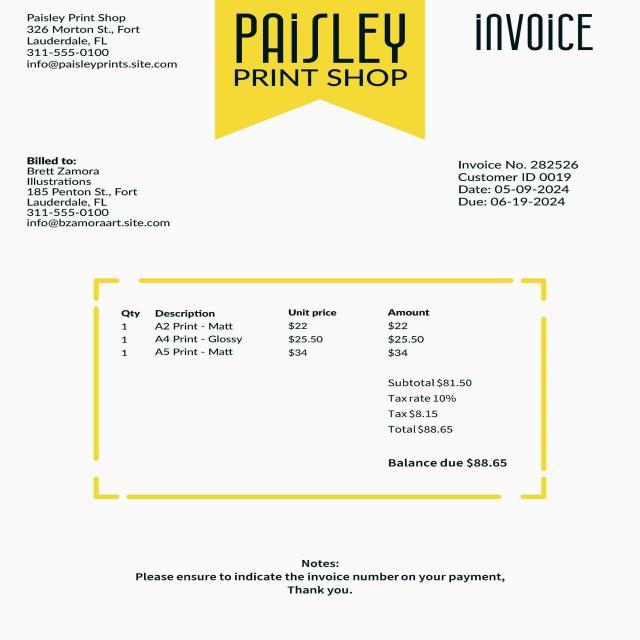 Paisley Print Shop
326 Morton St., Fort
Lauderdale, FL
311-555-0100
info@paisleyprints.site.com
PAiSLEY
PRINT SHOP
iNVOiCE
Billed to:
Brett Zamora
Illustrations
185 Penton St., Fort
Lauderdale, FL
311-555-0100
info@bzamoraart.site.com
Invoice No. 282526
Customer ID 0019
Date: 05-09-2024
Due: 06-19-2024
Qty Description Unit price Amount
1 A2 Print - Matt $22 $22
1 A4 Print - Glossy $25.50 $25.50
1 A5 Print - Matt $34 $34
Subtotal $81.50
Tax rate 10%
Tax $8.15
Total $88.65
Balance due $88.65
Notes:
Please ensure to indicate the invoice number on your payment,
Thank you.